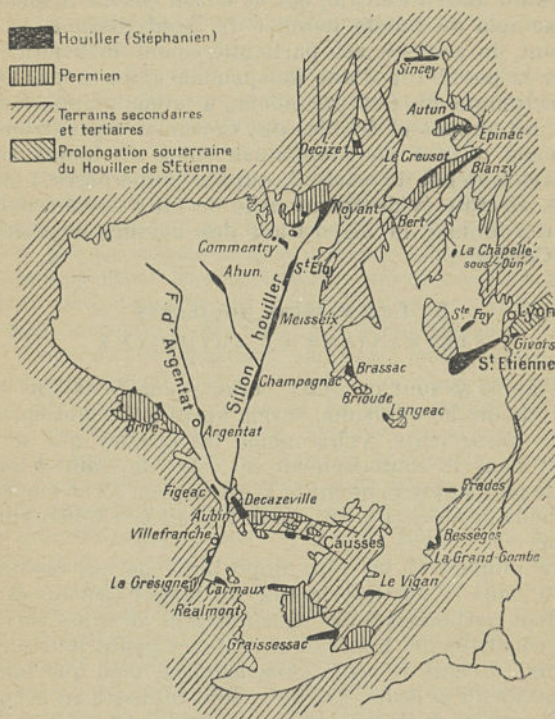 Houiller (Stéphanien)
Permien
Terrains secondaires
et tertiaires
Prolongation souterraine
du Houiller de St Etienne
Sincey
Autun
Epinac
Decize
Le Creusot
Blanzy
Noyant
Bert
Commentry
La Chapelle-
sous-Dun
Ahun
St Eloy
Ste Foy
Lyon
Givors
St Etienne
F. d'Argentat
Sillon houiller
Messeix
Champagnac
Brassac
Brioude
Langeac
Brive
Argentat
Figeac
Decazeville
Prades
Aubin
Villefranche
Causses
Bességes
La Grand-Combe
La Grésigne
Carmaux
Le Vigan
Réalmont
Graissessac